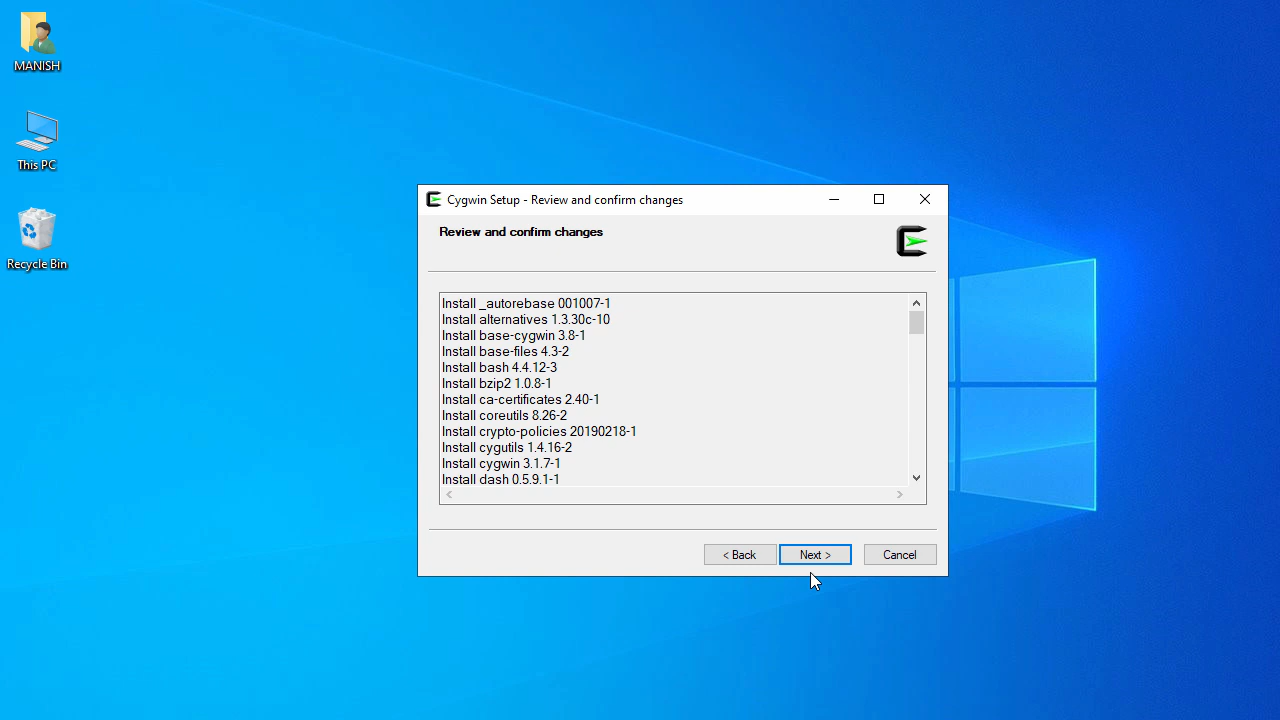 MANISH
This PC
Recycle Bin
Cygwin Setup - Review and confirm changes
Review and confirm changes
Install _autorebase 001007-1
Install alternatives 1.3.30c-10
Install base-cygwin 3.8-1
Install base-files 4.3-2
Install bash 4.4.12-3
Install bzip2 1.0.8-1
Install ca-certificates 2.40-1
Install coreutils 8.26-2
Install crypto-policies 20190218-1
Install cygutils 1.4.16-2
Install cygwin 3.1.7-1
Install dash 0.5.9.1-1
< Back
Next >
Cancel